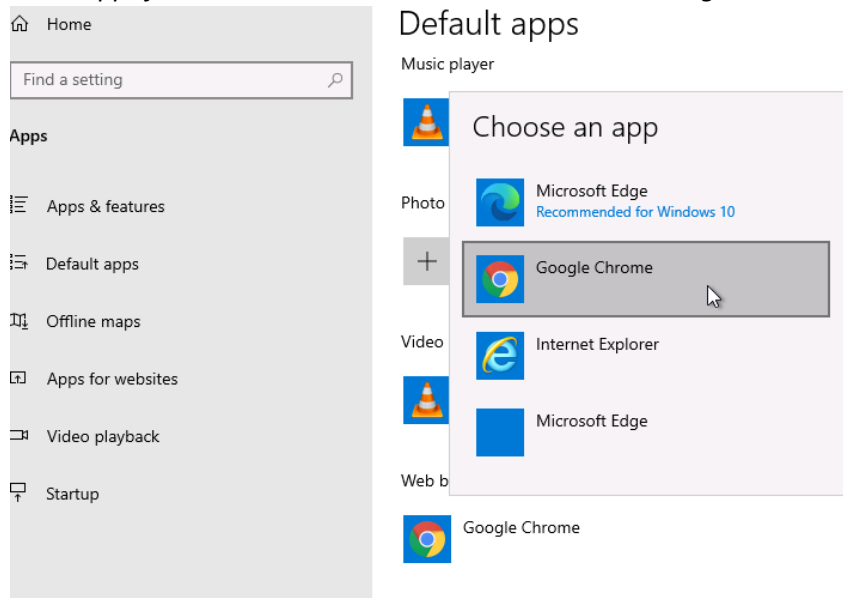 Home
Find a setting
Apps
Apps & features
Default apps
Offline maps
Apps for websites
Video playback
Startup
Default apps
Music player
Photo
Video
Web b
Google Chrome
Choose an app
Microsoft Edge
Recommended for Windows 10
Google Chrome
Internet Explorer
Microsoft Edge